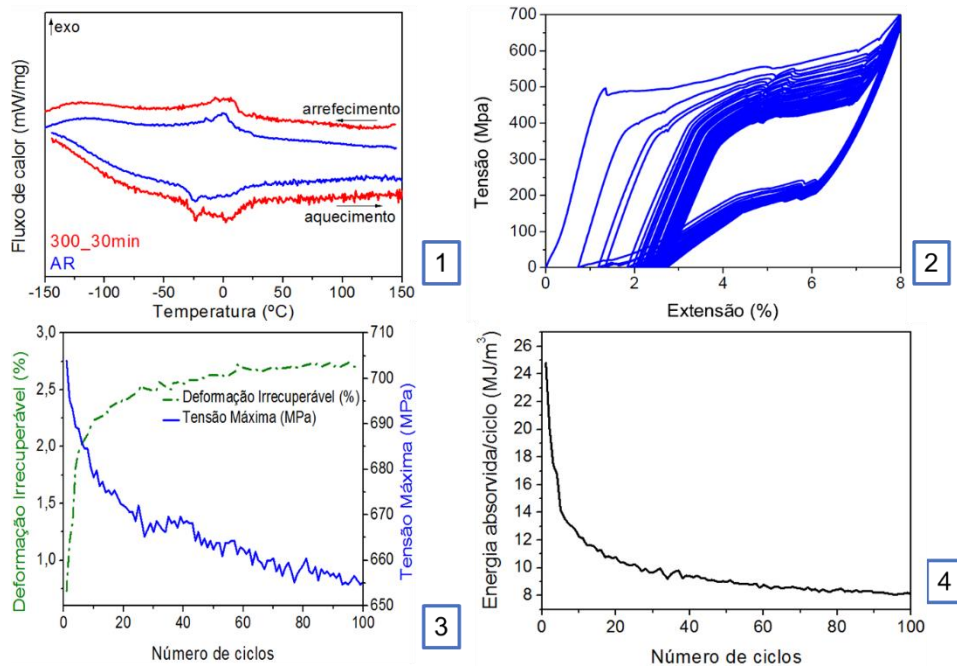 exo
Fluxo de calor (mW/mg)
arrefecimento
aquecimento
300_30min
AR
-150 -100 -50 0 50 100 150
Temperatura (ºC)
1
700
600
500
400
300
200
100
0
Tensão (Mpa)
0 2 4 6 8
Extensão (%)
2
3,0
2,5
2,0
1,5
1,0
Deformação Irrecuperável (%)
Deformação Irrecuperável (%)
Tensão Máxima (MPa)
710
700
690
680
670
660
650
Tensão Máxima (MPa)
0 20 40 60 80 100
Número de ciclos
3
26
24
22
20
18
16
14
12
10
8
Energia absorvida/ciclo (MJ/m³)
0 20 40 60 80 100
Número de ciclos
4